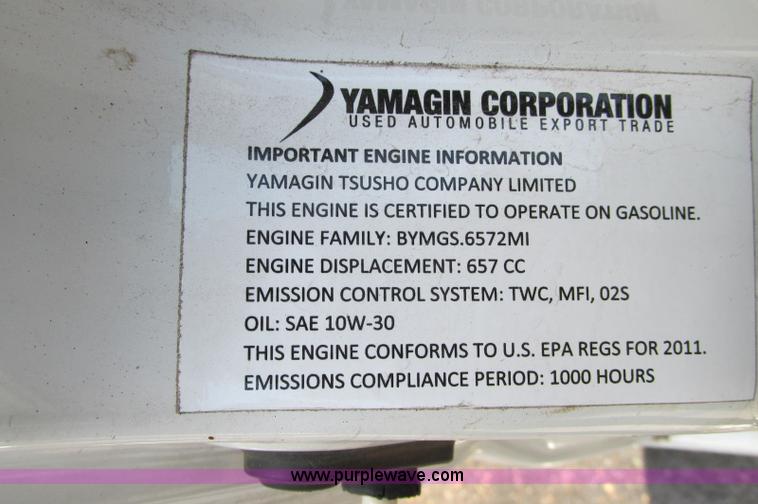 YAMAGIN CORPORATION
USED AUTOMOBILE EXPORT TRADE
IMPORTANT ENGINE INFORMATION
YAMAGIN TSUSHO COMPANY LIMITED
THIS ENGINE IS CERTIFIED TO OPERATE ON GASOLINE.
ENGINE FAMILY: BYMGS.6572MI
ENGINE DISPLACEMENT: 657 CC
EMISSION CONTROL SYSTEM: TWC, MFI, 02S
OIL: SAE 10W-30
THIS ENGINE CONFORMS TO U.S. EPA REGS FOR 2011.
EMISSIONS COMPLIANCE PERIOD: 1000 HOURS
www.purplewave.com